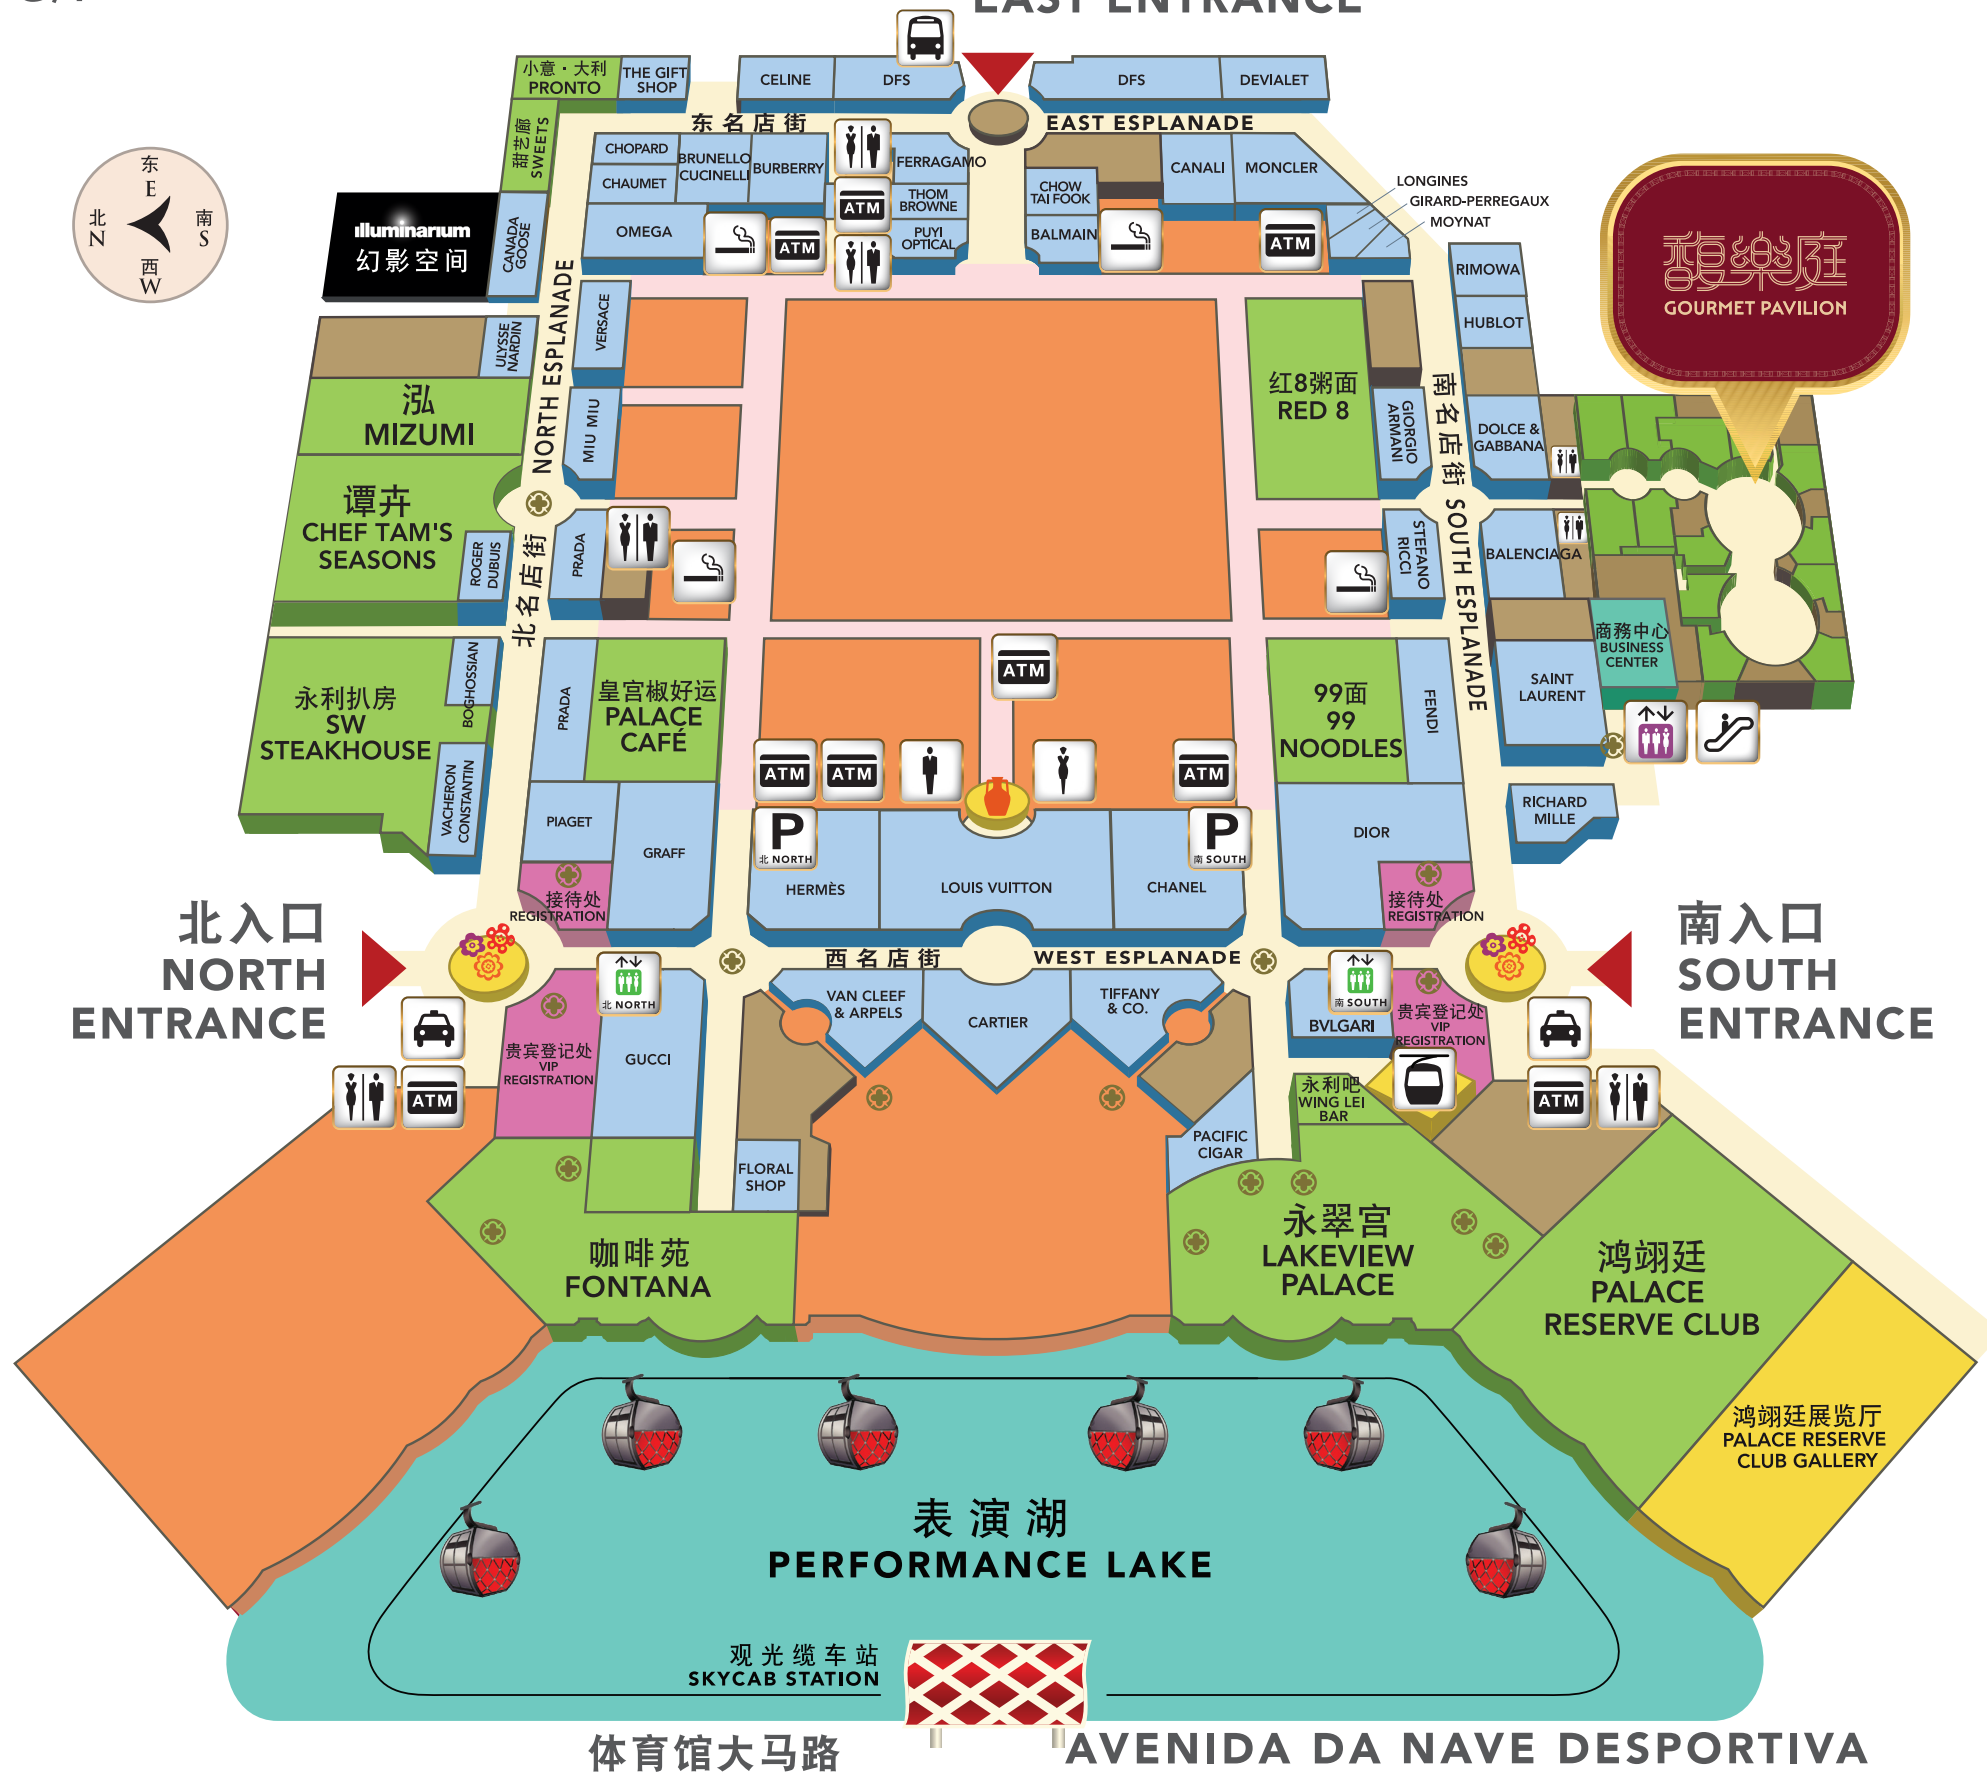 EAST ENTRANCE
小意·大利
PRONTO
THE GIFT
SHOP
CELINE
DFS
DFS
DEVIALET
甜艺廊
SWEETS
东名店街
EAST ESPLANADE
东
E
北
N
南
S
西
W
CHOPARD
CHAUMET
BRUNELLO
CUCINELLI
BURBERRY
FERRAGAMO
ATM
THOM
BROWNE
PUYI
OPTICAL
OMEGA
ATM
CHOW
TAI FOOK
BALMAIN
CANALI
MONCLER
ATM
LONGINES
GIRARD-PERREGAUX
MOYNAT
illuminarium
幻影空间
CANADA
GOOSE
RIMOWA
HUBLOT
馥樂庭
GOURMET PAVILION
ULYSSE
NARDIN
VERSACE
NORTH ESPLANADE
北名店街
泓
MIZUMI
MIU MIU
红8粥面
RED 8
GIORGIO
ARMANI
南名店街
SOUTH ESPLANADE
DOLCE &
GABBANA
谭卉
CHEF TAM'S
SEASONS
ROGER
DUBUIS
PRADA
STEFANO
RICCI
BALENCIAGA
商務中心
BUSINESS
CENTER
SAINT
LAURENT
永利扒房
SW
STEAKHOUSE
BOGHOSSIAN
VACHERON
CONSTANTIN
PRADA
皇宫椒好运
PALACE
CAFÉ
ATM
99面
99
NOODLES
FENDI
ATM
ATM
ATM
RICHARD
MILLE
PIAGET
GRAFF
P
北 NORTH
HERMÈS
LOUIS VUITTON
CHANEL
P
南 SOUTH
DIOR
接待处
REGISTRATION
接待处
REGISTRATION
北入口
NORTH
ENTRANCE
南入口
SOUTH
ENTRANCE
西名店街
WEST ESPLANADE
北 NORTH
南 SOUTH
VAN CLEEF
& ARPELS
CARTIER
TIFFANY
& CO.
BVLGARI
贵宾登记处
VIP
REGISTRATION
贵宾登记处
VIP
REGISTRATION
GUCCI
ATM
ATM
永利吧
WING LEI
BAR
PACIFIC
CIGAR
FLORAL
SHOP
咖啡苑
FONTANA
永翠宫
LAKEVIEW
PALACE
鸿翊廷
PALACE
RESERVE CLUB
鸿翊廷展览厅
PALACE RESERVE
CLUB GALLERY
表演湖
PERFORMANCE LAKE
观光缆车站
SKYCAB STATION
体育馆大马路
AVENIDA DA NAVE DESPORTIVA